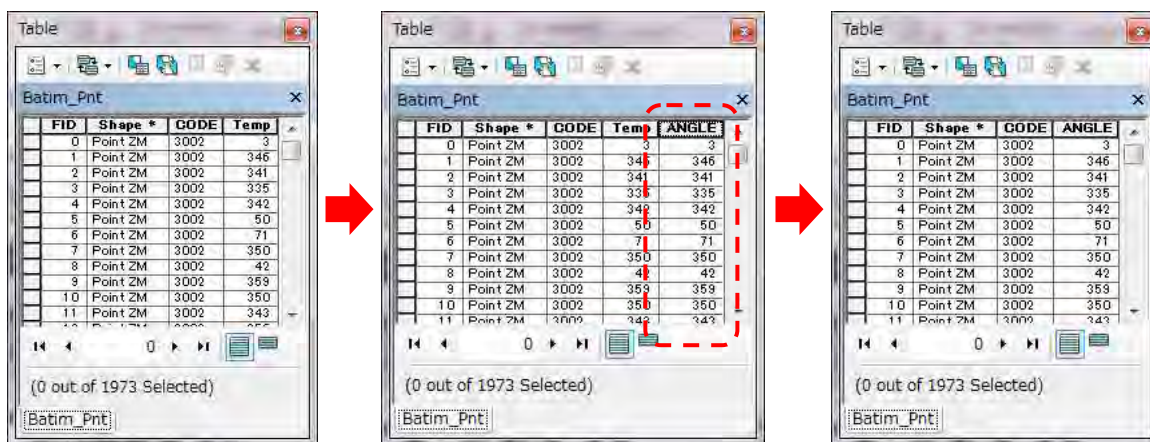 Table
Batim_Pnt
FID Shape * CODE Temp
0 Point ZM 3002 3
1 Point ZM 3002 346
2 Point ZM 3002 341
3 Point ZM 3002 335
4 Point ZM 3002 342
5 Point ZM 3002 50
6 Point ZM 3002 71
7 Point ZM 3002 350
8 Point ZM 3002 42
9 Point ZM 3002 359
10 Point ZM 3002 350
11 Point ZM 3002 343
0
(0 out of 1973 Selected)
Batim_Pnt
Table
Batim_Pnt
FID Shape * CODE Temp ANGLE
0 Point ZM 3002 3 3
1 Point ZM 3002 346 346
2 Point ZM 3002 341 341
3 Point ZM 3002 335 335
4 Point ZM 3002 342 342
5 Point ZM 3002 50 50
6 Point ZM 3002 71 71
7 Point ZM 3002 350 350
8 Point ZM 3002 42 42
9 Point ZM 3002 359 359
10 Point ZM 3002 350 350
11 Point ZM 3002 343 343
0
(0 out of 1973 Selected)
Batim_Pnt
Table
Batim_Pnt
FID Shape * CODE ANGLE
0 Point ZM 3002 3
1 Point ZM 3002 346
2 Point ZM 3002 341
3 Point ZM 3002 335
4 Point ZM 3002 342
5 Point ZM 3002 50
6 Point ZM 3002 71
7 Point ZM 3002 350
8 Point ZM 3002 42
9 Point ZM 3002 359
10 Point ZM 3002 350
11 Point ZM 3002 343
0
(0 out of 1973 Selected)
Batim_Pnt